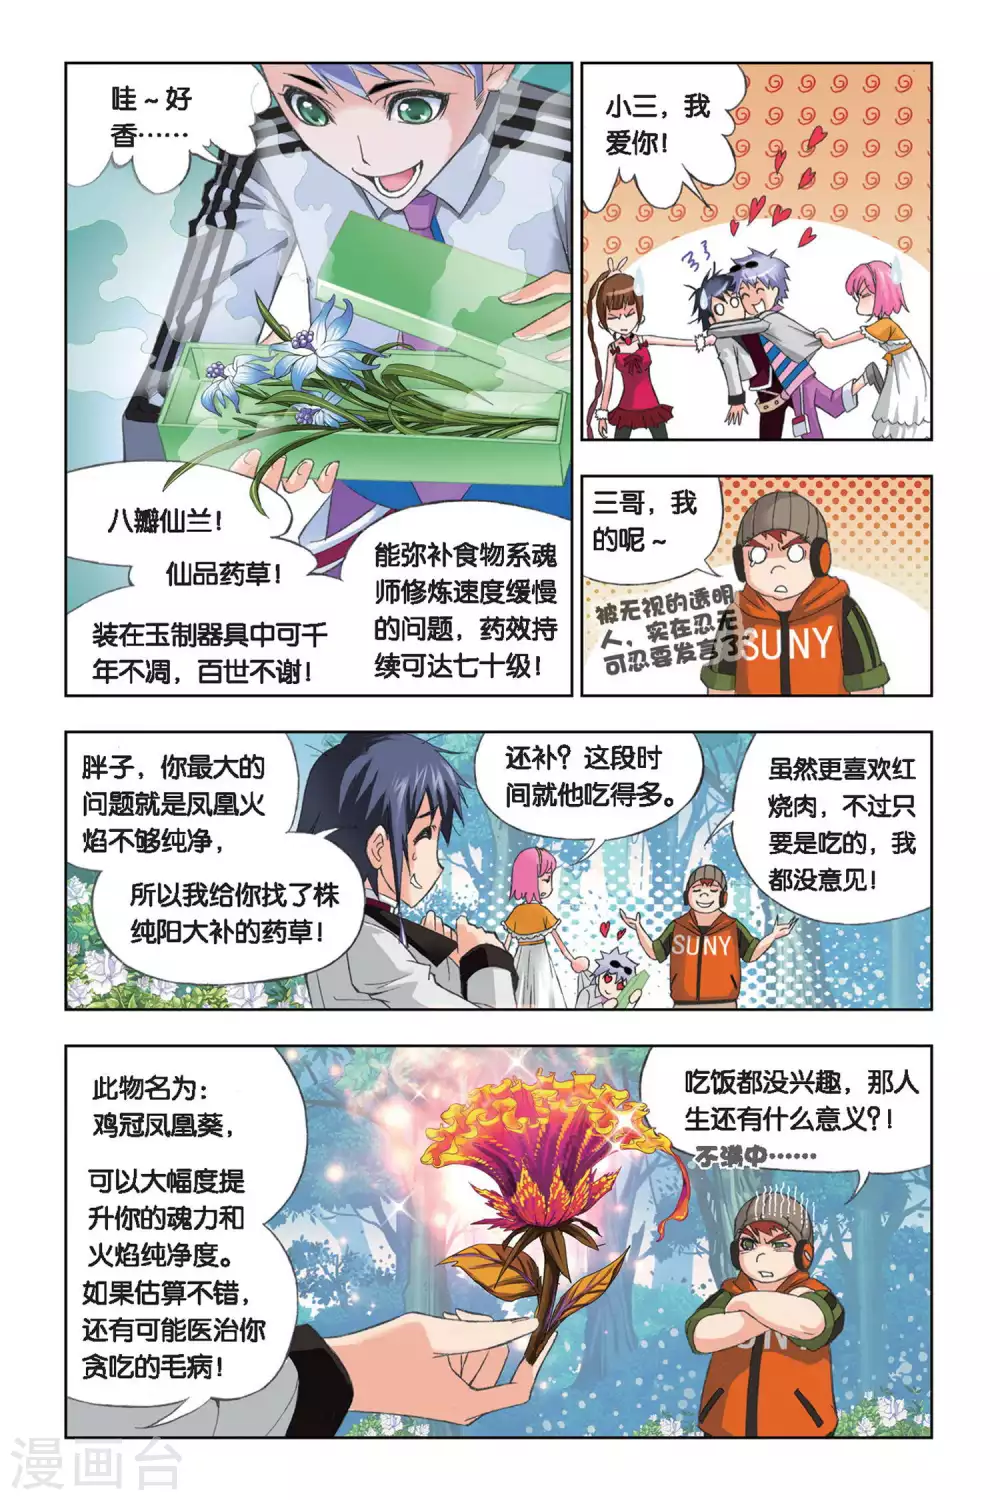 哇～好
香……
八瓣仙兰！
仙品药草！
装在玉制器具中可千
年不凋，百世不谢！
能弥补食物系魂
师修炼速度缓慢
的问题，药效持
续可达七十级！
小三，我
爱你！
三哥，我
的呢～
被无视的透明
人，实在忍无
可忍要发言了
SUNY
胖子，你最大的
问题就是凤凰火
焰不够纯净，
所以我给你找了株
纯阳大补的药草！
还补？这段时
间就他吃得多。
虽然更喜欢红
烧肉，不过只
要是吃的，我
都没意见！
SUNY
此物名为：
鸡冠凤凰葵，
可以大幅度提
升你的魂力和
火焰纯净度。
如果估算不错，
还有可能医治你
贪吃的毛病！
吃饭都没兴趣，那人
生还有什么意义？！
不满中……
漫画台